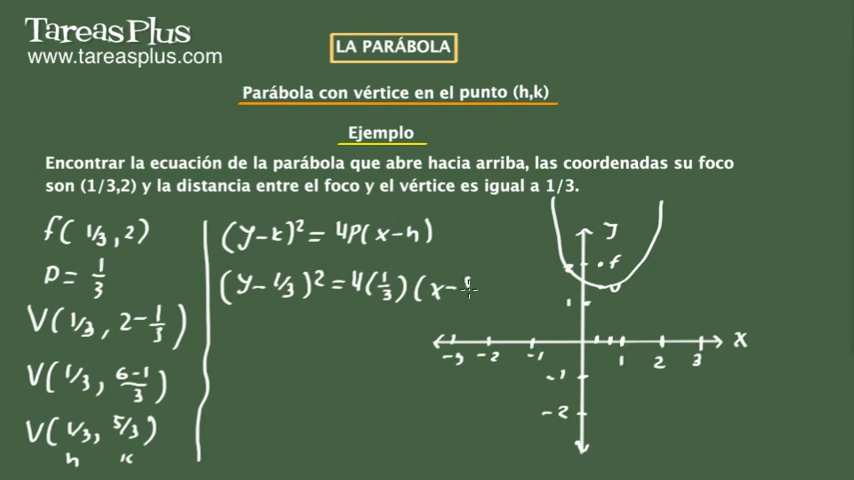 TareasPlus
www.tareasplus.com
LA PARÁBOLA
Parábola con vértice en el punto (h,k)
Ejemplo
Encontrar la ecuación de la parábola que abre hacia arriba, las coordenadas su foco
son (1/3,2) y la distancia entre el foco y el vértice es igual a 1/3.
f(1/3, 2)
P = 1/3
V(1/3, 2-1/3)
V(1/3, 6-1/3)
V(1/3, 5/3)
h k
(y-k)² = 4P(x-h)
(y-1/3)² = 4(1/3)(x-
y
2 f
v
1
x
-3 -2 -1 1 2 3
-1
-2